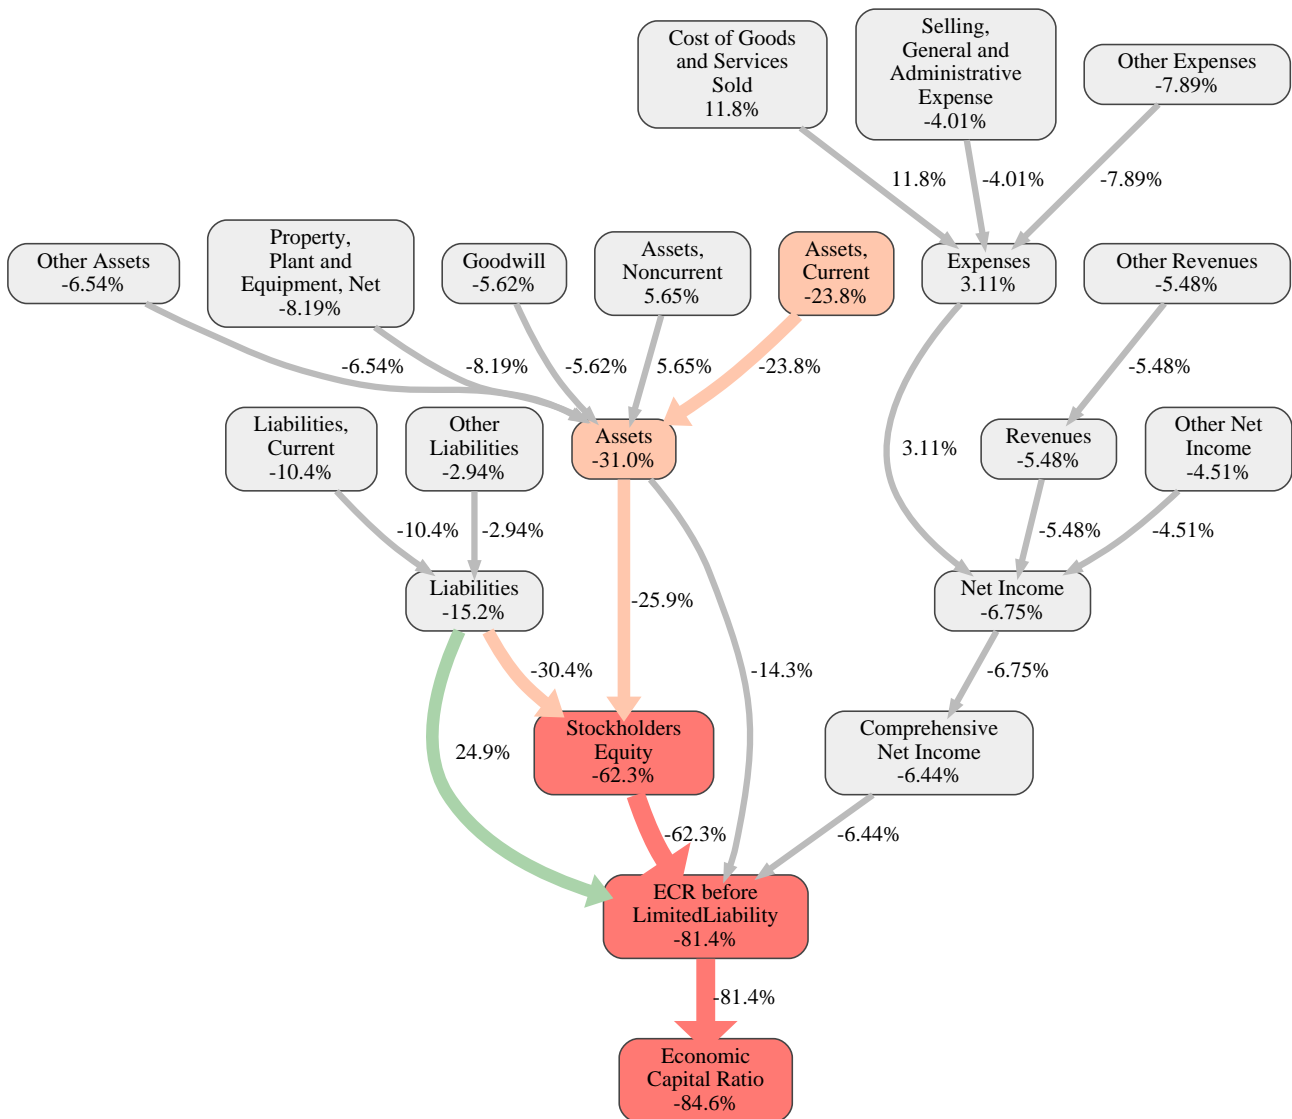 Cost of Goods
and Services
Sold
11.8%
Selling,
General and
Administrative
Expense
-4.01%
Other Expenses
-7.89%
11.8%
-4.01%
-7.89%
Other Assets
-6.54%
Property,
Plant and
Equipment, Net
-8.19%
Goodwill
-5.62%
Assets,
Noncurrent
5.65%
Assets,
Current
-23.8%
Expenses
3.11%
Other Revenues
-5.48%
-6.54%
-8.19%
-5.62%
5.65%
-23.8%
-5.48%
Liabilities,
Current
-10.4%
Other
Liabilities
-2.94%
Assets
-31.0%
3.11%
Revenues
-5.48%
Other Net
Income
-4.51%
-10.4%
-2.94%
-5.48%
-4.51%
Liabilities
-15.2%
-25.9%
Net Income
-6.75%
-30.4%
-14.3%
-6.75%
24.9%
Stockholders
Equity
-62.3%
Comprehensive
Net Income
-6.44%
-62.3%
-6.44%
ECR before
LimitedLiability
-81.4%
-81.4%
Economic
Capital Ratio
-84.6%